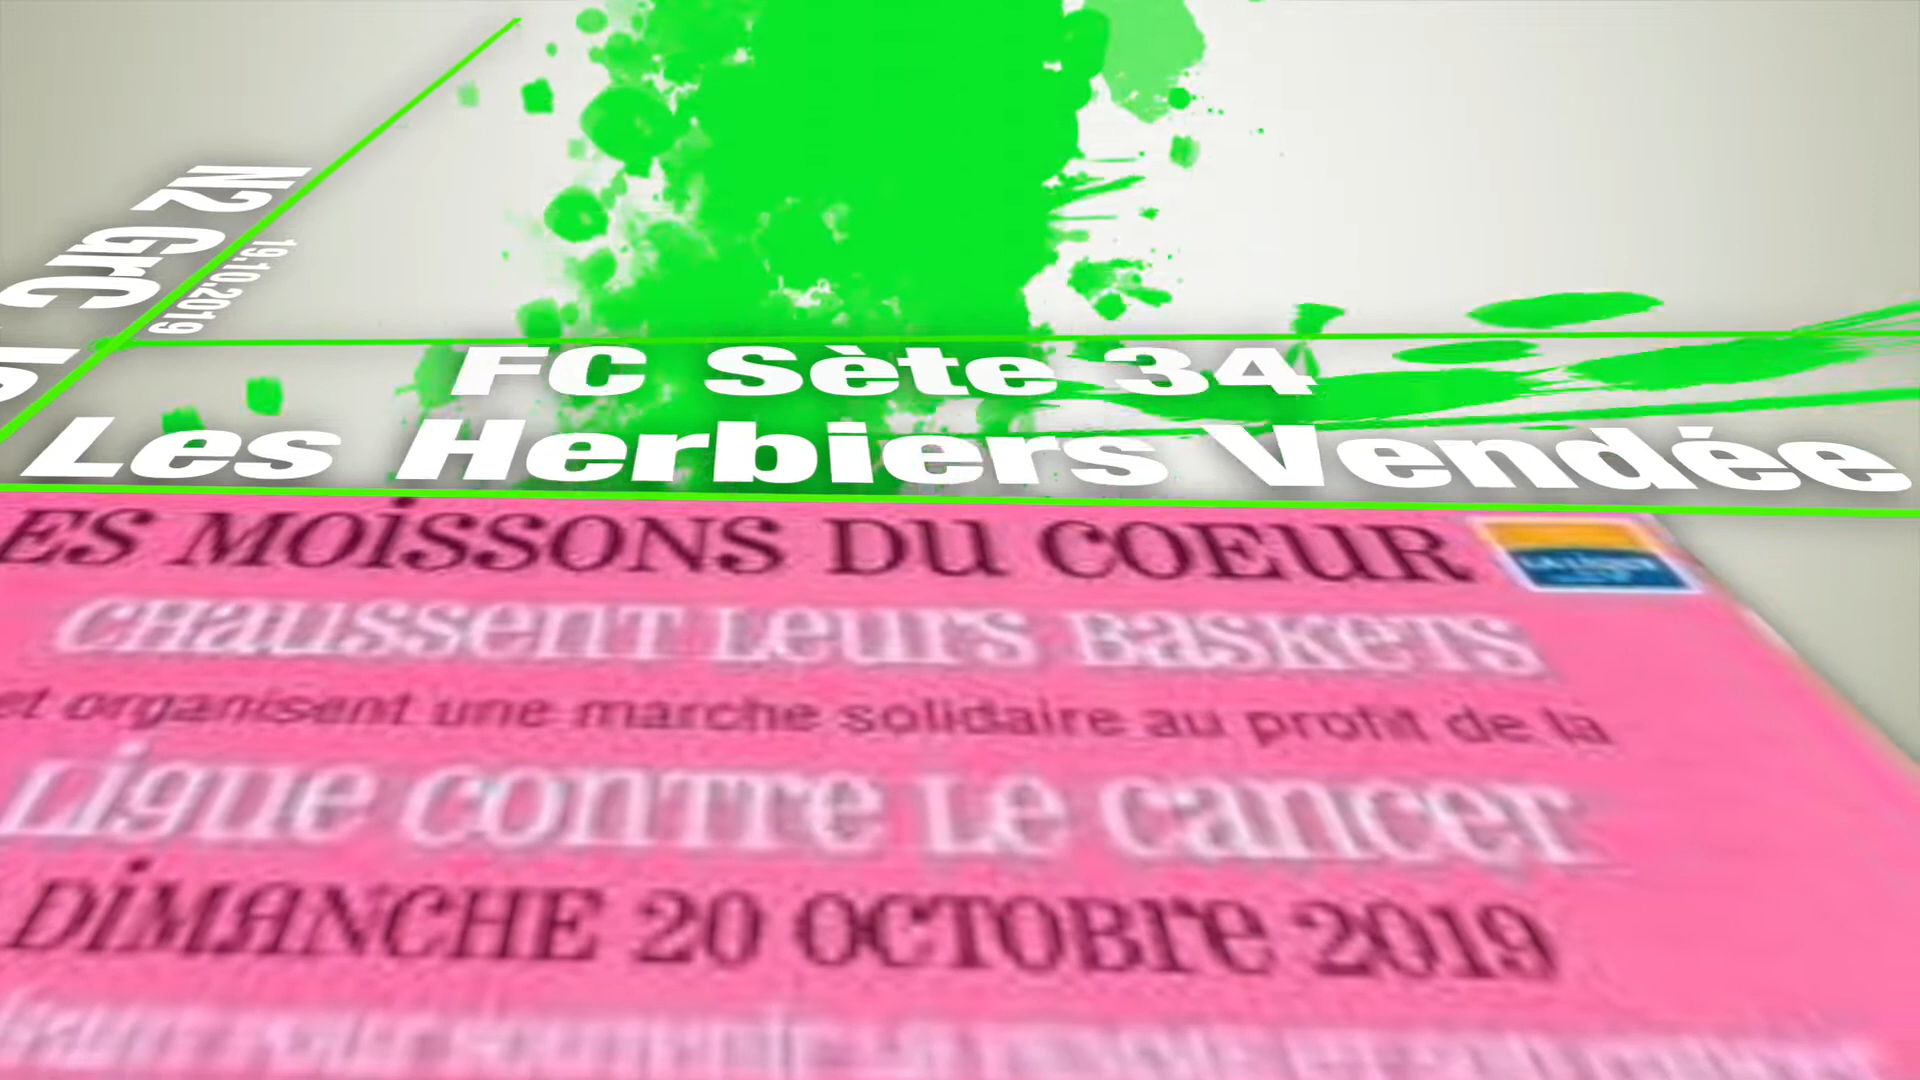 N2 GrC
19.10.2019
FC Sète 34
Les Herbiers Vendée
ES MOISSONS DU COEUR
CHAUSSENT LEURS BASKETS
et organisent une marche solidaire au profit de la
LIGUE CONTRE LE CANCER
DIMANCHE 20 OCTOBRE 2019